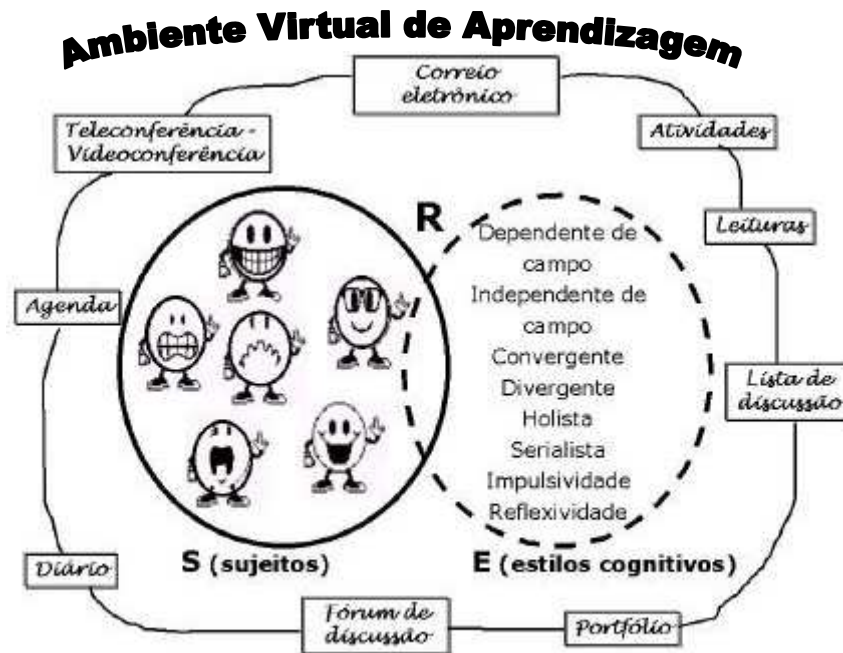 Ambiente Virtual de Aprendizagem
Correio
eletrônico
Teleconferência -
Vídeoconferência
Atividades
Leituras
Agenda
R
Dependente de
campo
Independente de
campo
Convergente
Divergente
Holista
Serialista
Impulsividade
Reflexividade
Lista de
discussão
S (sujeitos)
E (estilos cognitivos)
Diário
Fórum de
discussão
Portfólio